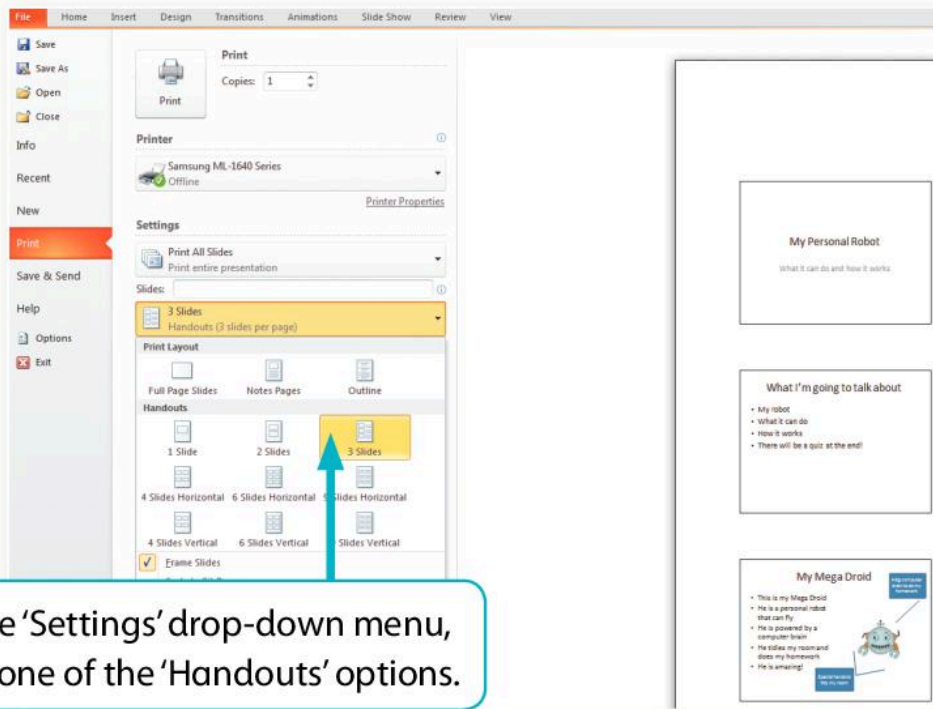 File Home Insert Design Transitions Animations Slide Show Review View
Save
Save As
Open
Close
Info
Recent
New
Print
Save & Send
Help
Options
Exit
Print
Copies: 1
Print
Printer
Samsung ML-1640 Series
Offline
Printer Properties
Settings
Print All Slides
Print entire presentation
Slides:
3 Slides
Handouts (3 slides per page)
Print Layout
Full Page Slides Notes Pages Outline
Handouts
1 Slide 2 Slides 3 Slides
4 Slides Horizontal 6 Slides Horizontal Slides Horizontal
4 Slides Vertical 6 Slides Vertical Slides Vertical
Frame Slides
e 'Settings' drop-down menu,
one of the 'Handouts' options.
My Personal Robot
What it can do and how it works
What I'm going to talk about
• My robot
• What it can do
• How it works
• There will be a quiz at the end!
My Mega Droid
• This is my Mega Droid
• He is a personal robot
that can fly
• He is powered by a
computer brain
• He tidies my room and
does my homework
• He is amazing!